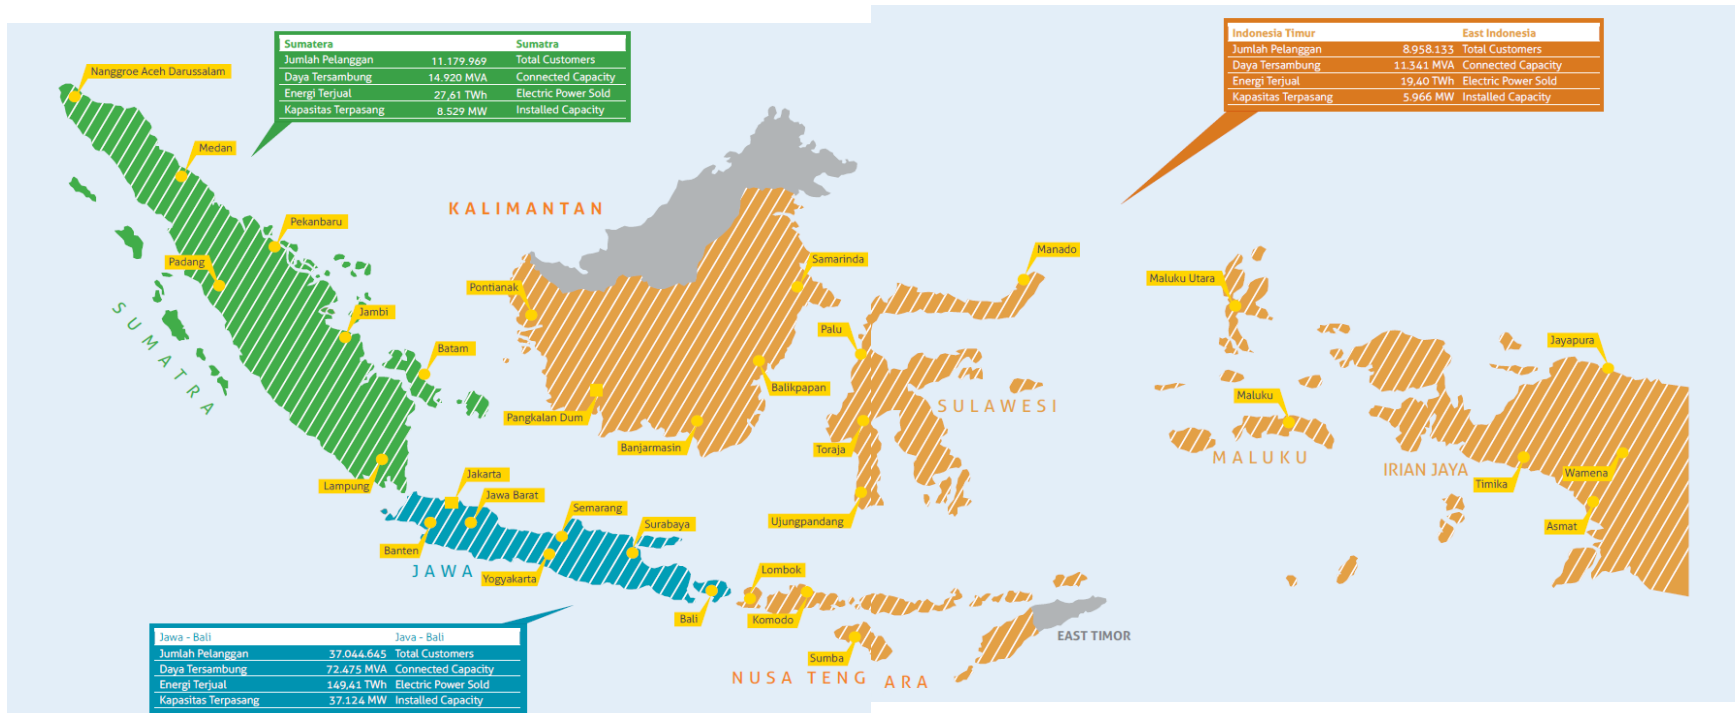 Sumatera Sumatra
Jumlah Pelanggan 11.179.969 Total Customers
Daya Tersambung 14.920 MVA Connected Capacity
Energi Terjual 27,61 TWh Electric Power Sold
Kapasitas Terpasang 8.529 MW Installed Capacity
Indonesia Timur East Indonesia
Jumlah Pelanggan 8.958.133 Total Customers
Daya Tersambung 11.341 MVA Connected Capacity
Energi Terjual 19,40 TWh Electric Power Sold
Kapasitas Terpasang 5.966 MW Installed Capacity
Nanggroe Aceh Darussalam
Medan
KALIMANTAN
Pekanbaru
Padang
Samarinda
Manado
Maluku Utara
Pontianak
SUMATRA
Jambi
Palu
Jayapura
Batam
Balikpapan
Maluku
SULAWESI
Pangkalan Dum
Banjarmasin
Toraja
MALUKU
IRIAN JAYA
Wamena
Timika
Lampung
Jakarta
Jawa Barat
Semarang
Surabaya
Ujungpandang
Asmat
Banten
JAWA
Yogyakarta
Lombok
Bali
Komodo
EAST TIMOR
Sumba
NUSA TENG ARA
Jawa - Bali Java - Bali
Jumlah Pelanggan 37.044.645 Total Customers
Daya Tersambung 72.475 MVA Connected Capacity
Energi Terjual 149,41 TWh Electric Power Sold
Kapasitas Terpasang 37.124 MW Installed Capacity